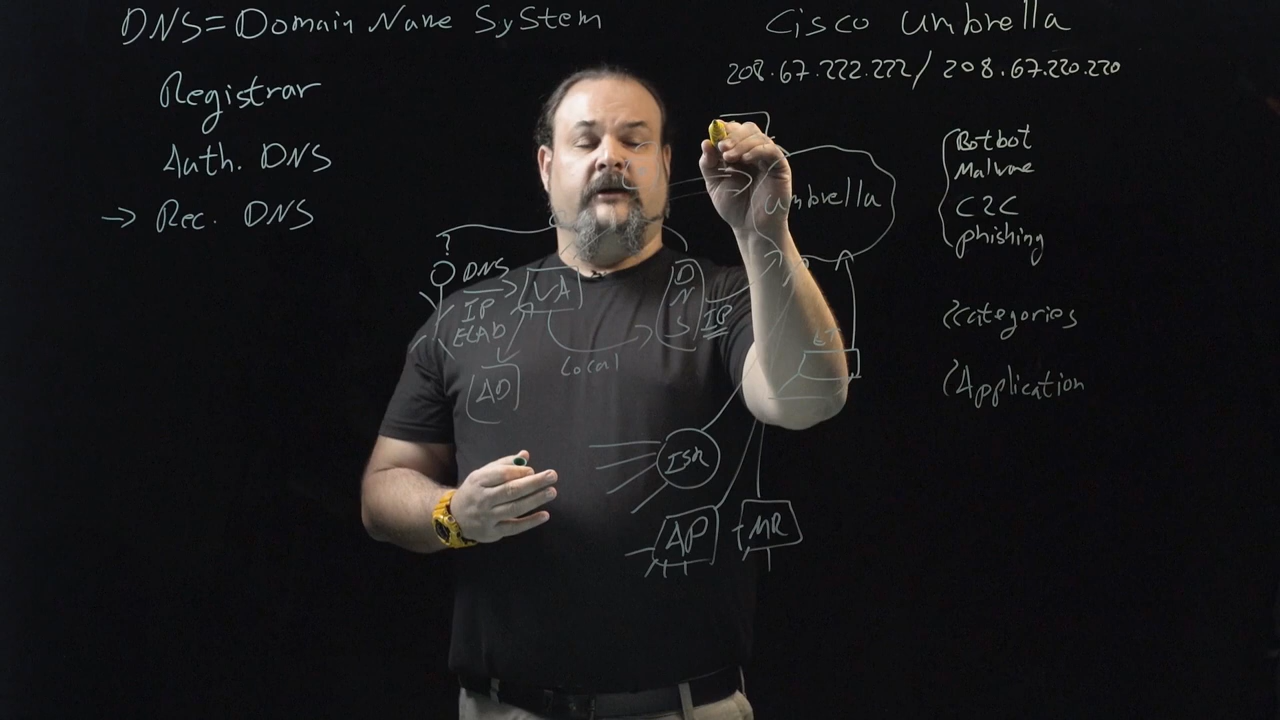 DNS = Domain Name System
Registrar
Auth. DNS
→ Rec. DNS
Cisco Umbrella
208.67.222.222 / 208.67.220.220
Botbot
Malware
C2C
phishing
categories
Application
umbrella
?
DNS
IP
VA
AD
Local
DNS
IP
ISR
AP
MR